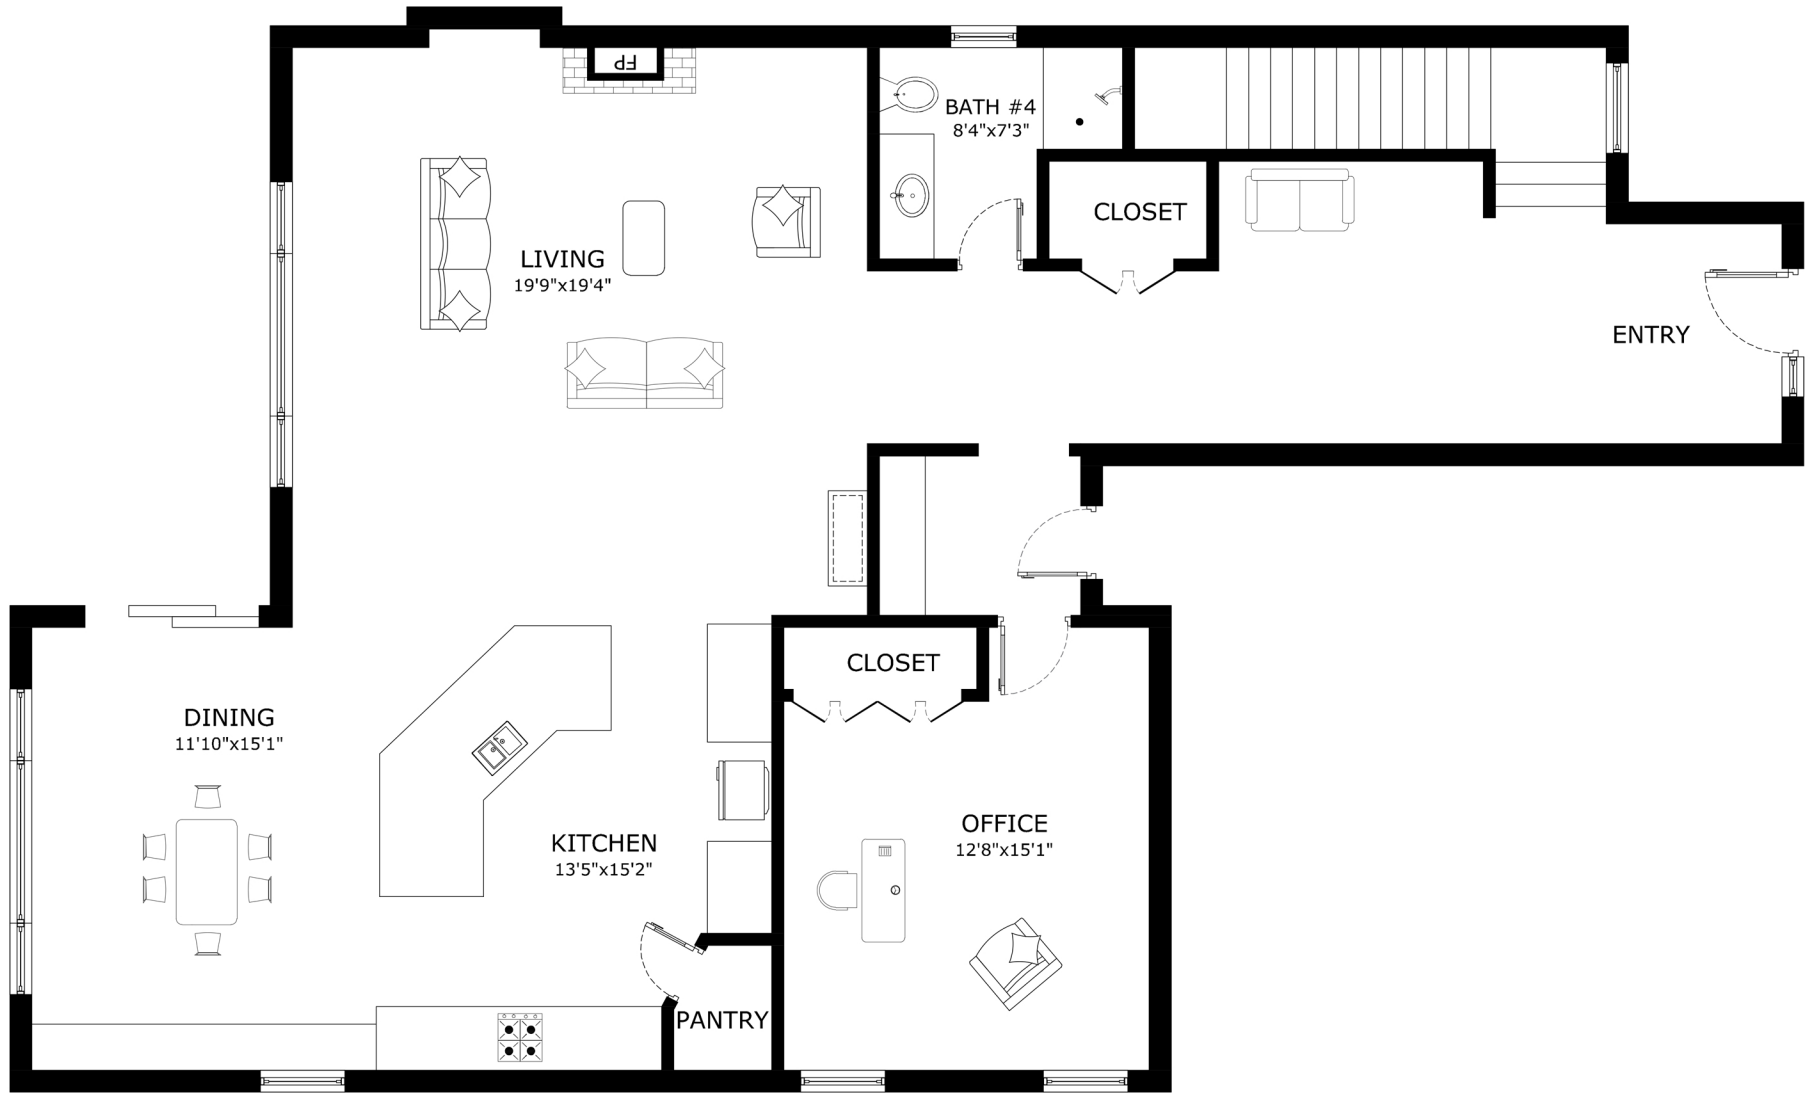 FP
BATH #4
8'4"x7'3"
CLOSET
LIVING
19'9"x19'4"
ENTRY
CLOSET
DINING
11'10"x15'1"
OFFICE
12'8"x15'1"
KITCHEN
13'5"x15'2"
PANTRY